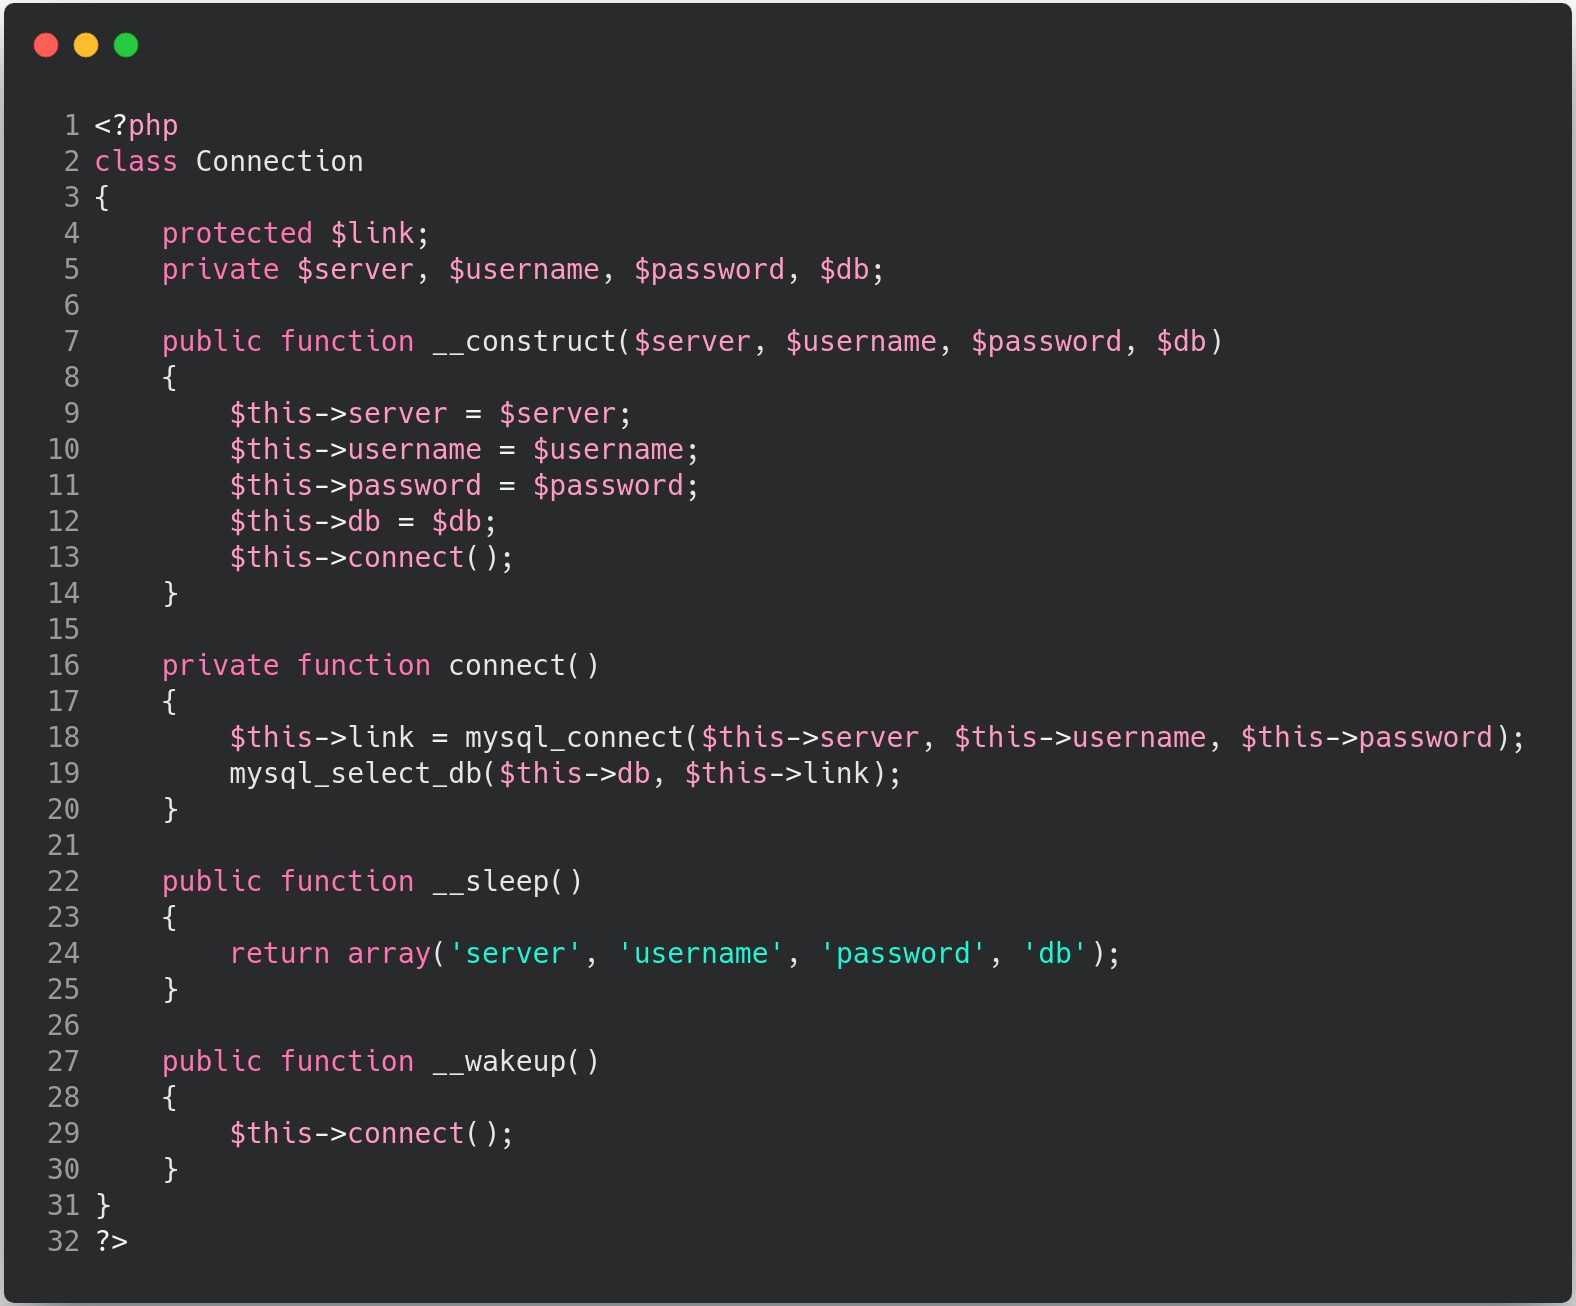 1 <?php
2 class Connection
3 {
4     protected $link;
5     private $server, $username, $password, $db;
6
7     public function __construct($server, $username, $password, $db)
8     {
9         $this->server = $server;
10         $this->username = $username;
11         $this->password = $password;
12         $this->db = $db;
13         $this->connect();
14     }
15
16     private function connect()
17     {
18         $this->link = mysql_connect($this->server, $this->username, $this->password);
19         mysql_select_db($this->db, $this->link);
20     }
21
22     public function __sleep()
23     {
24         return array('server', 'username', 'password', 'db');
25     }
26
27     public function __wakeup()
28     {
29         $this->connect();
30     }
31 }
32 ?>